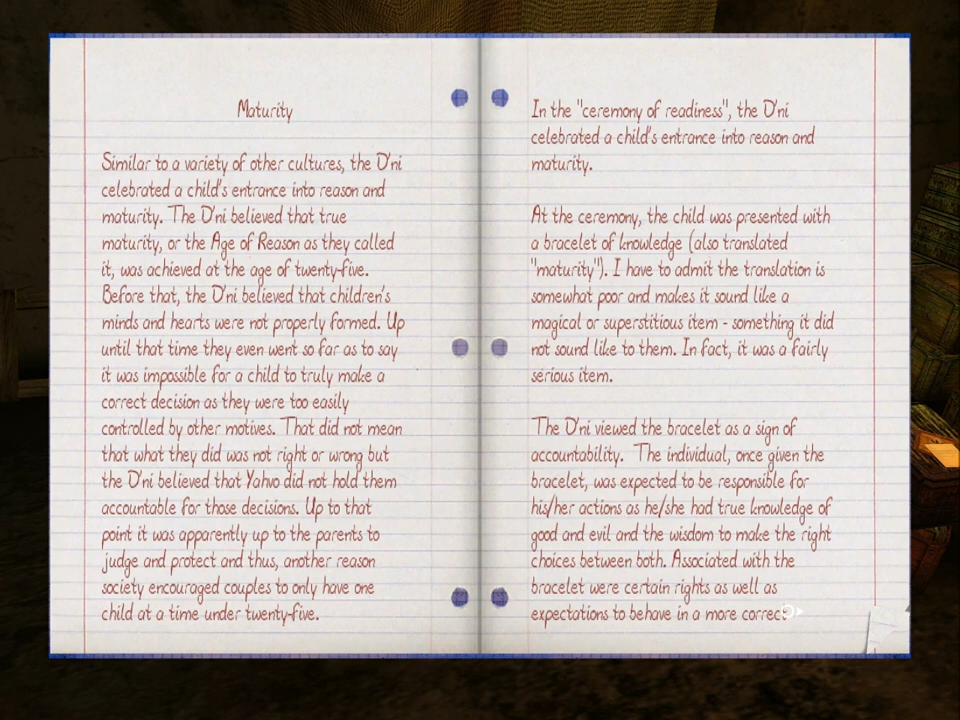 Maturity
Similar to a variety of other cultures, the D'ni
celebrated a child's entrance into reason and
maturity. The D'ni believed that true
maturity, or the Age of Reason as they called
it, was achieved at the age of twenty-five.
Before that, the D'ni believed that children's
minds and hearts were not properly formed. Up
until that time they even went so far as to say
it was impossible for a child to truly make a
correct decision as they were too easily
controlled by other motives. That did not mean
that what they did was not right or wrong but
the D'ni believed that Yahvo did not hold them
accountable for those decisions. Up to that
point it was apparently up to the parents to
judge and protect and thus, another reason
society encouraged couples to only have one
child at a time under twenty-five.
In the "ceremony of readiness", the D'ni
celebrated a child's entrance into reason and
maturity.
At the ceremony, the child was presented with
a bracelet of knowledge (also translated
"maturity"). I have to admit the translation is
somewhat poor and makes it sound like a
magical or superstitious item - something it did
not sound like to them. In fact, it was a fairly
serious item.
The D'ni viewed the bracelet as a sign of
accountability. The individual, once given the
bracelet, was expected to be responsible for
his/her actions as he/she had true knowledge of
good and evil and the wisdom to make the right
choices between both. Associated with the
bracelet were certain rights as well as
expectations to behave in a more correct